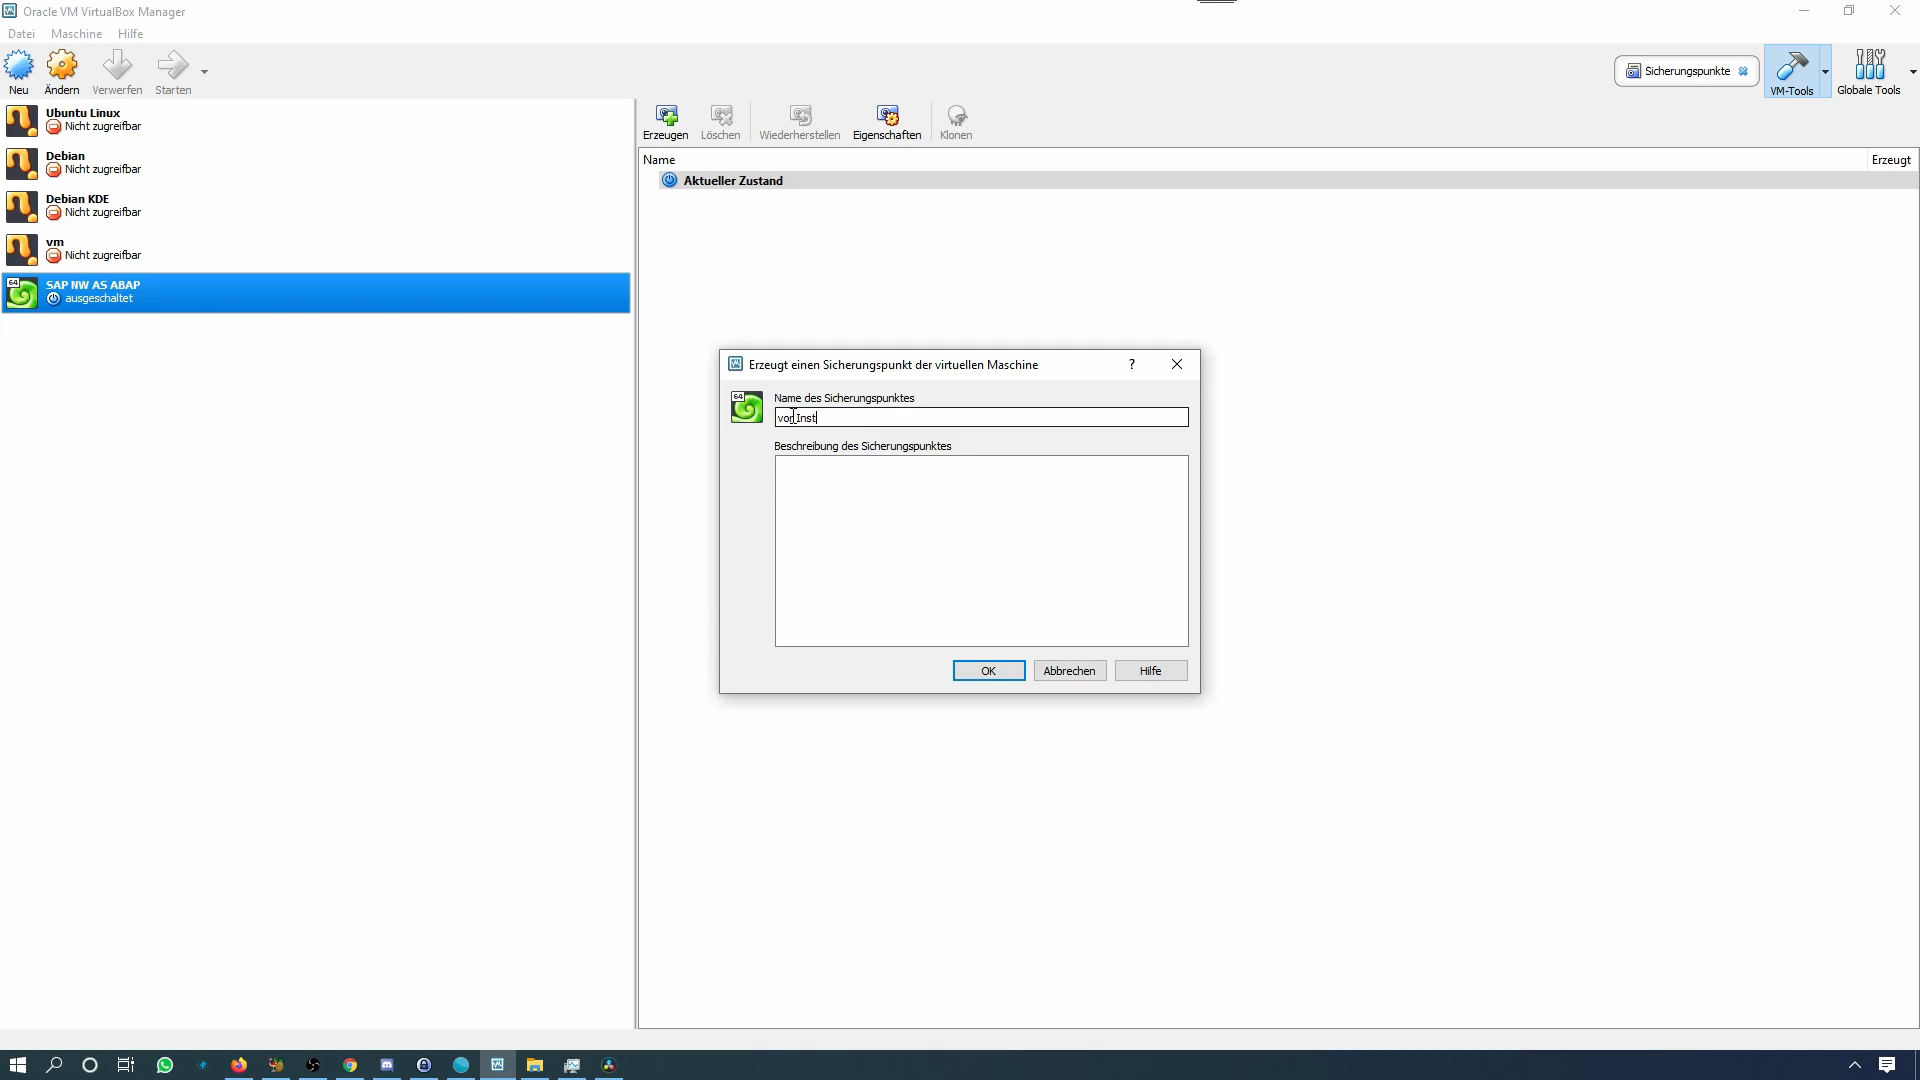 Oracle VM VirtualBox Manager
Datei Maschine Hilfe
Neu Ändern Verwerfen Starten
Sicherungspunkte
VM-Tools Globale Tools
Ubuntu Linux
Nicht zugreifbar
Debian
Nicht zugreifbar
Debian KDE
Nicht zugreifbar
vm
Nicht zugreifbar
64
SAP NW AS ABAP
ausgeschaltet
Erzeugen Löschen Wiederherstellen Eigenschaften Klonen
Name Erzeugt
Aktueller Zustand
Erzeugt einen Sicherungspunkt der virtuellen Maschine
?
64
Name des Sicherungspunktes
vor Inst
Beschreibung des Sicherungspunktes
OK Abbrechen Hilfe